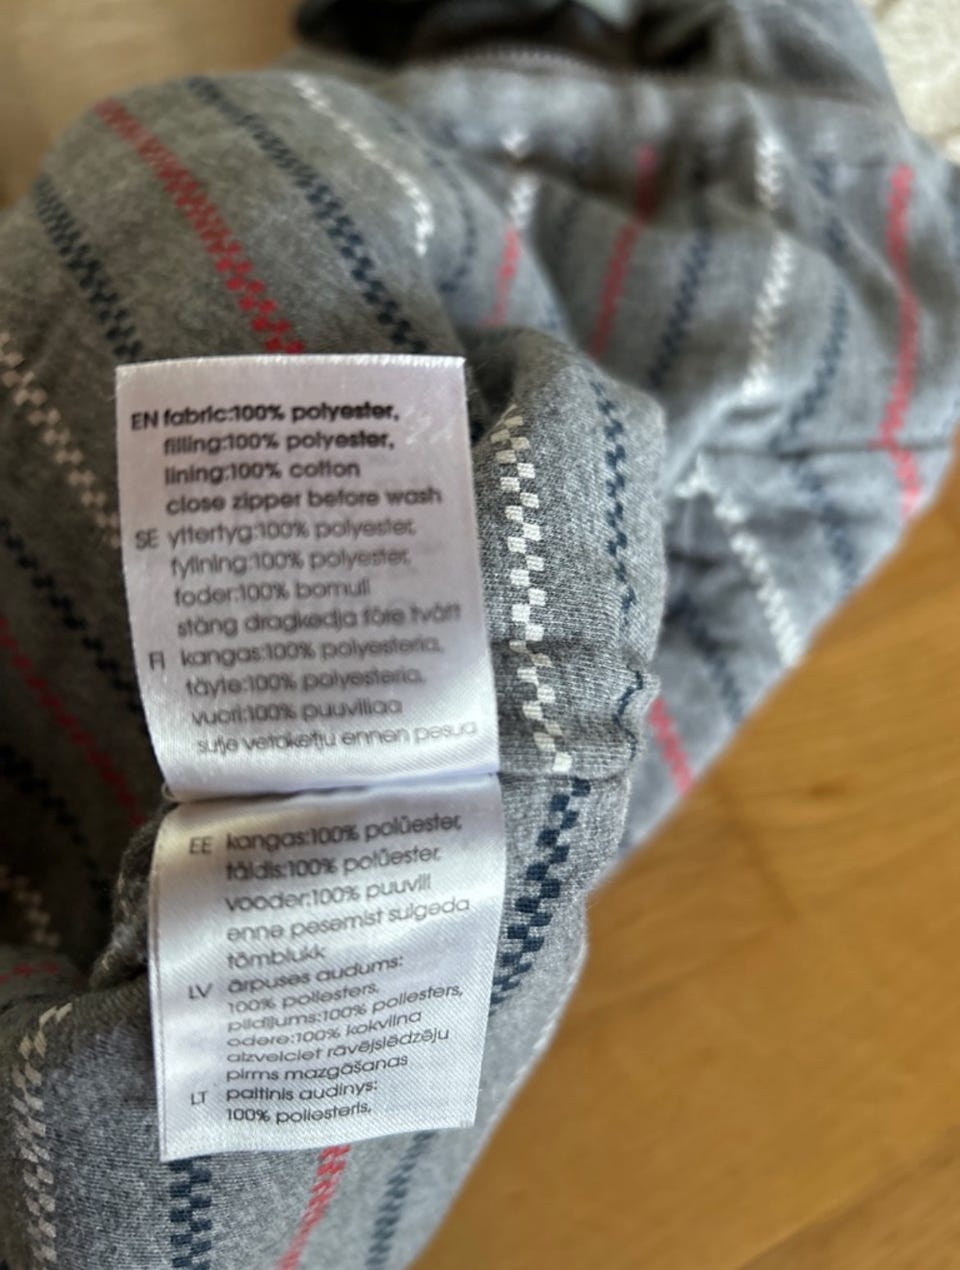 EN fabric:100% polyester,
filling:100% polyester,
lining:100% cotton
close zipper before wash
SE yttertyg:100% polyester,
fyllning:100% polyester,
foder:100% bomull
stäng dragkedja före tvätt
FI kangas:100% polyesteria,
täyte:100% polyesteria,
vuori:100% puuvillaa
sulje vetoketju ennen pesua
EE kangas:100% polüester,
täidis:100% polüester,
vooder:100% puuvill
enne pesemist sulgeda
tõmblukk
LV ārpuses audums:
100% poliesters,
pildījums:100% poliesters,
odere:100% kokvilna
aizveiciet rāvējslēdzēju
pirms mazgāšanas
LT paltinis audinys:
100% poliesteris,